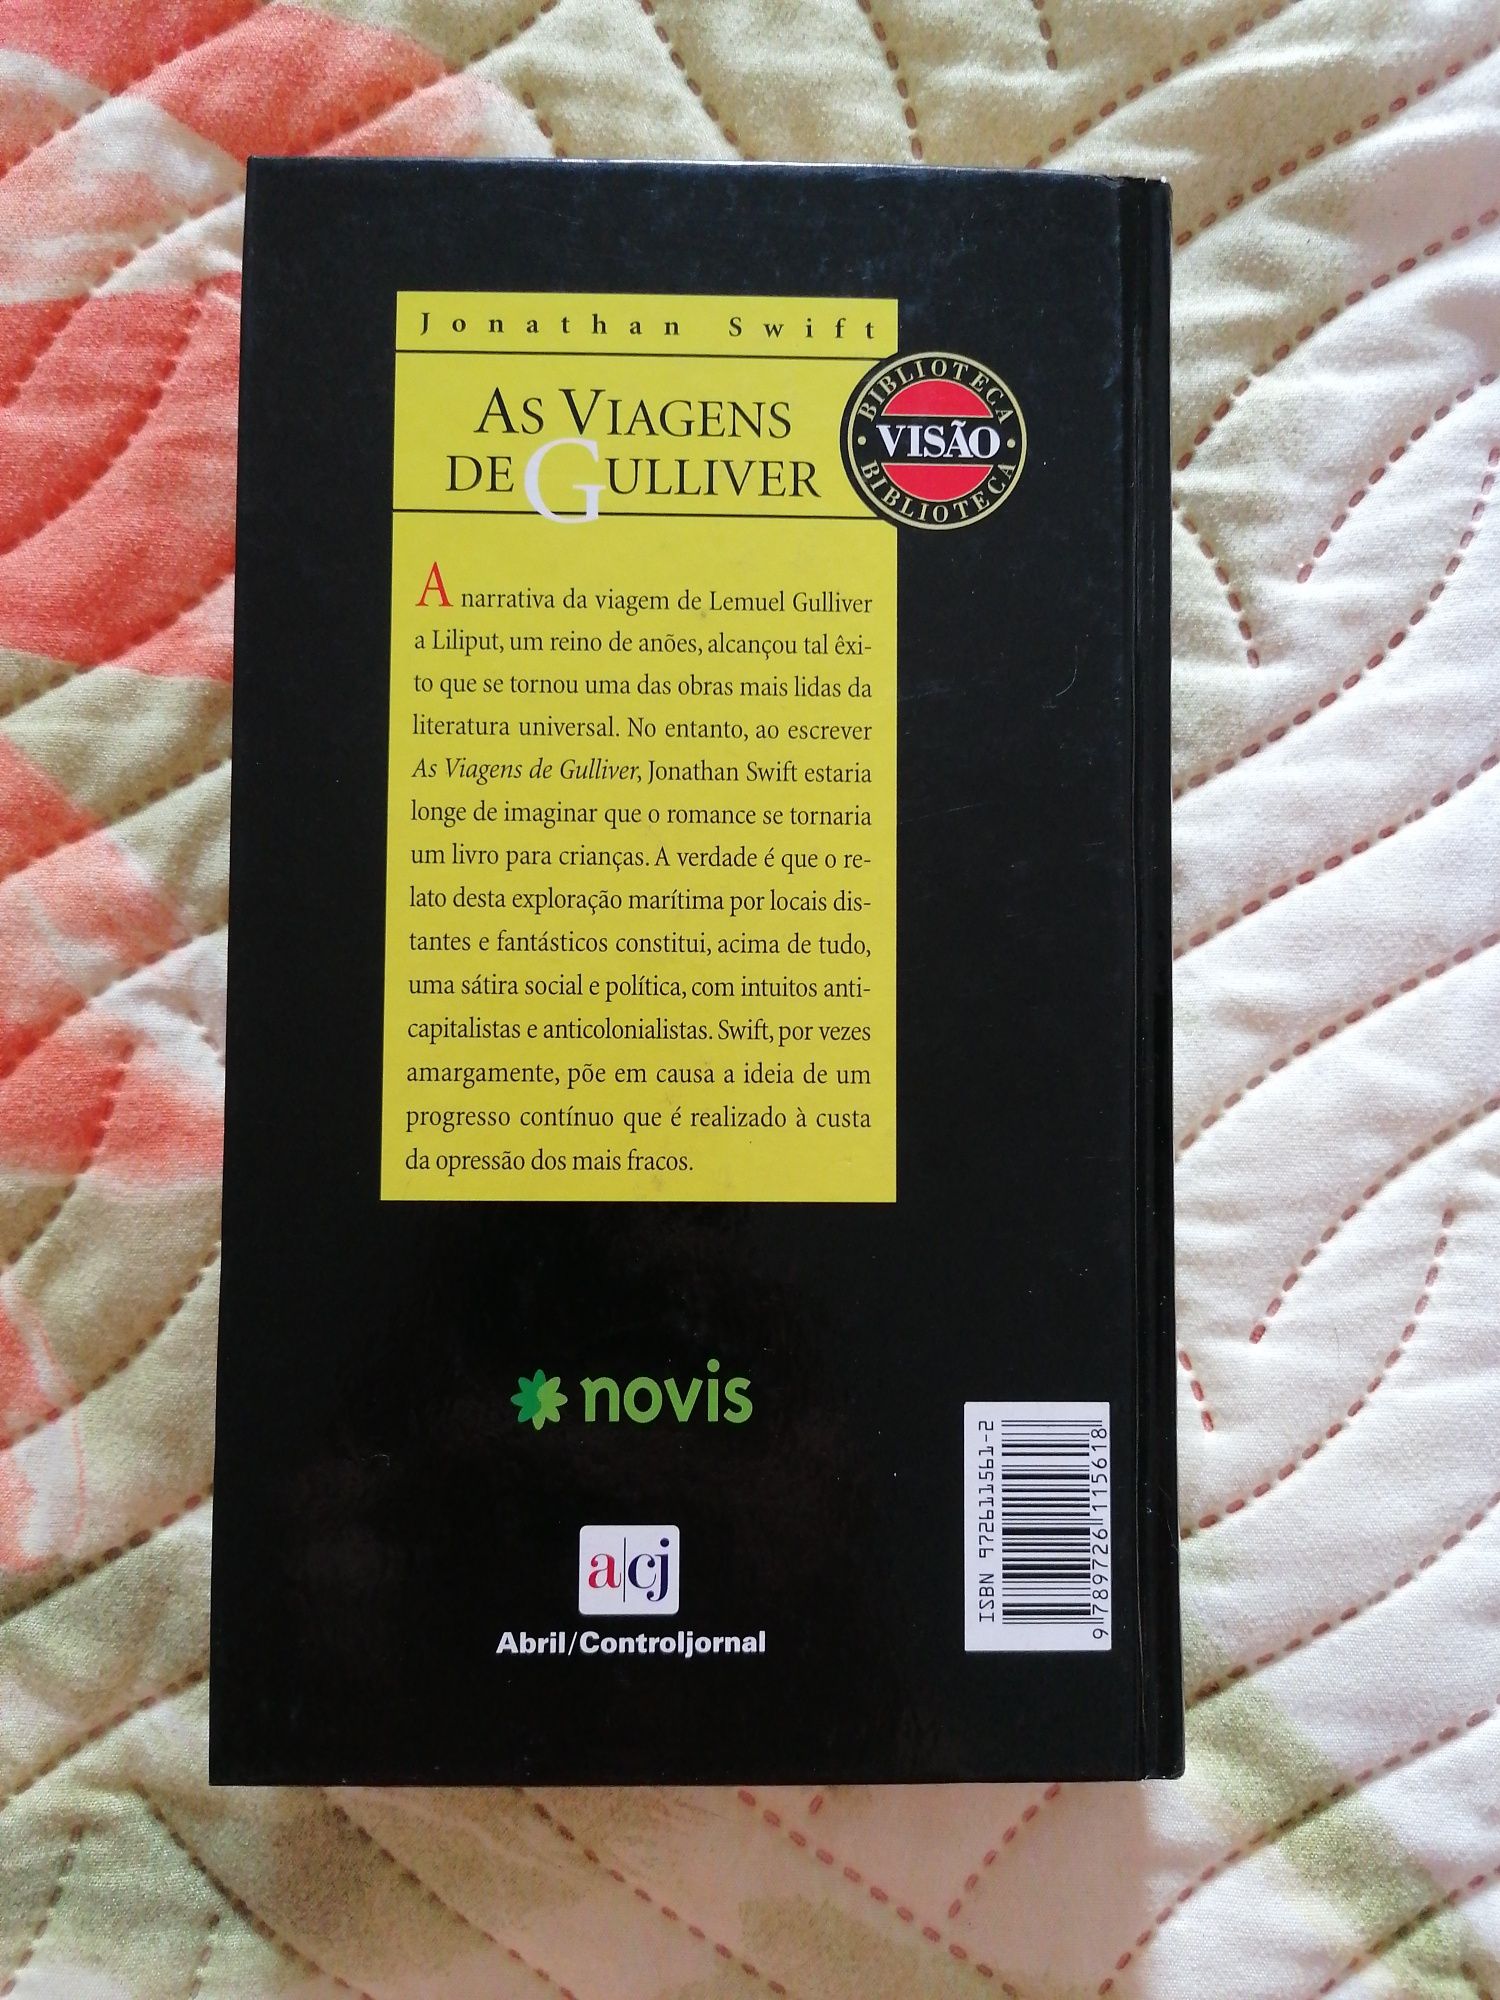 Jonathan Swift
AS VIAGENS
DE GULLIVER
BIBLIOTECA
VISÃO
BIBLIOTECA
A narrativa da viagem de Lemuel Gulliver
a Liliput, um reino de anões, alcançou tal êxi-
to que se tornou uma das obras mais lidas da
literatura universal. No entanto, ao escrever
As Viagens de Gulliver, Jonathan Swift estaria
longe de imaginar que o romance se tornaria
um livro para crianças. A verdade é que o re-
lato desta exploração marítima por locais dis-
tantes e fantásticos constitui, acima de tudo,
uma sátira social e política, com intuitos anti-
capitalistas e anticolonialistas. Swift, por vezes
amargamente, põe em causa a ideia de um
progresso contínuo que é realizado à custa
da opressão dos mais fracos.
novis
a|cj
Abril/Controljornal
ISBN 972611561-2
9 789726 115618